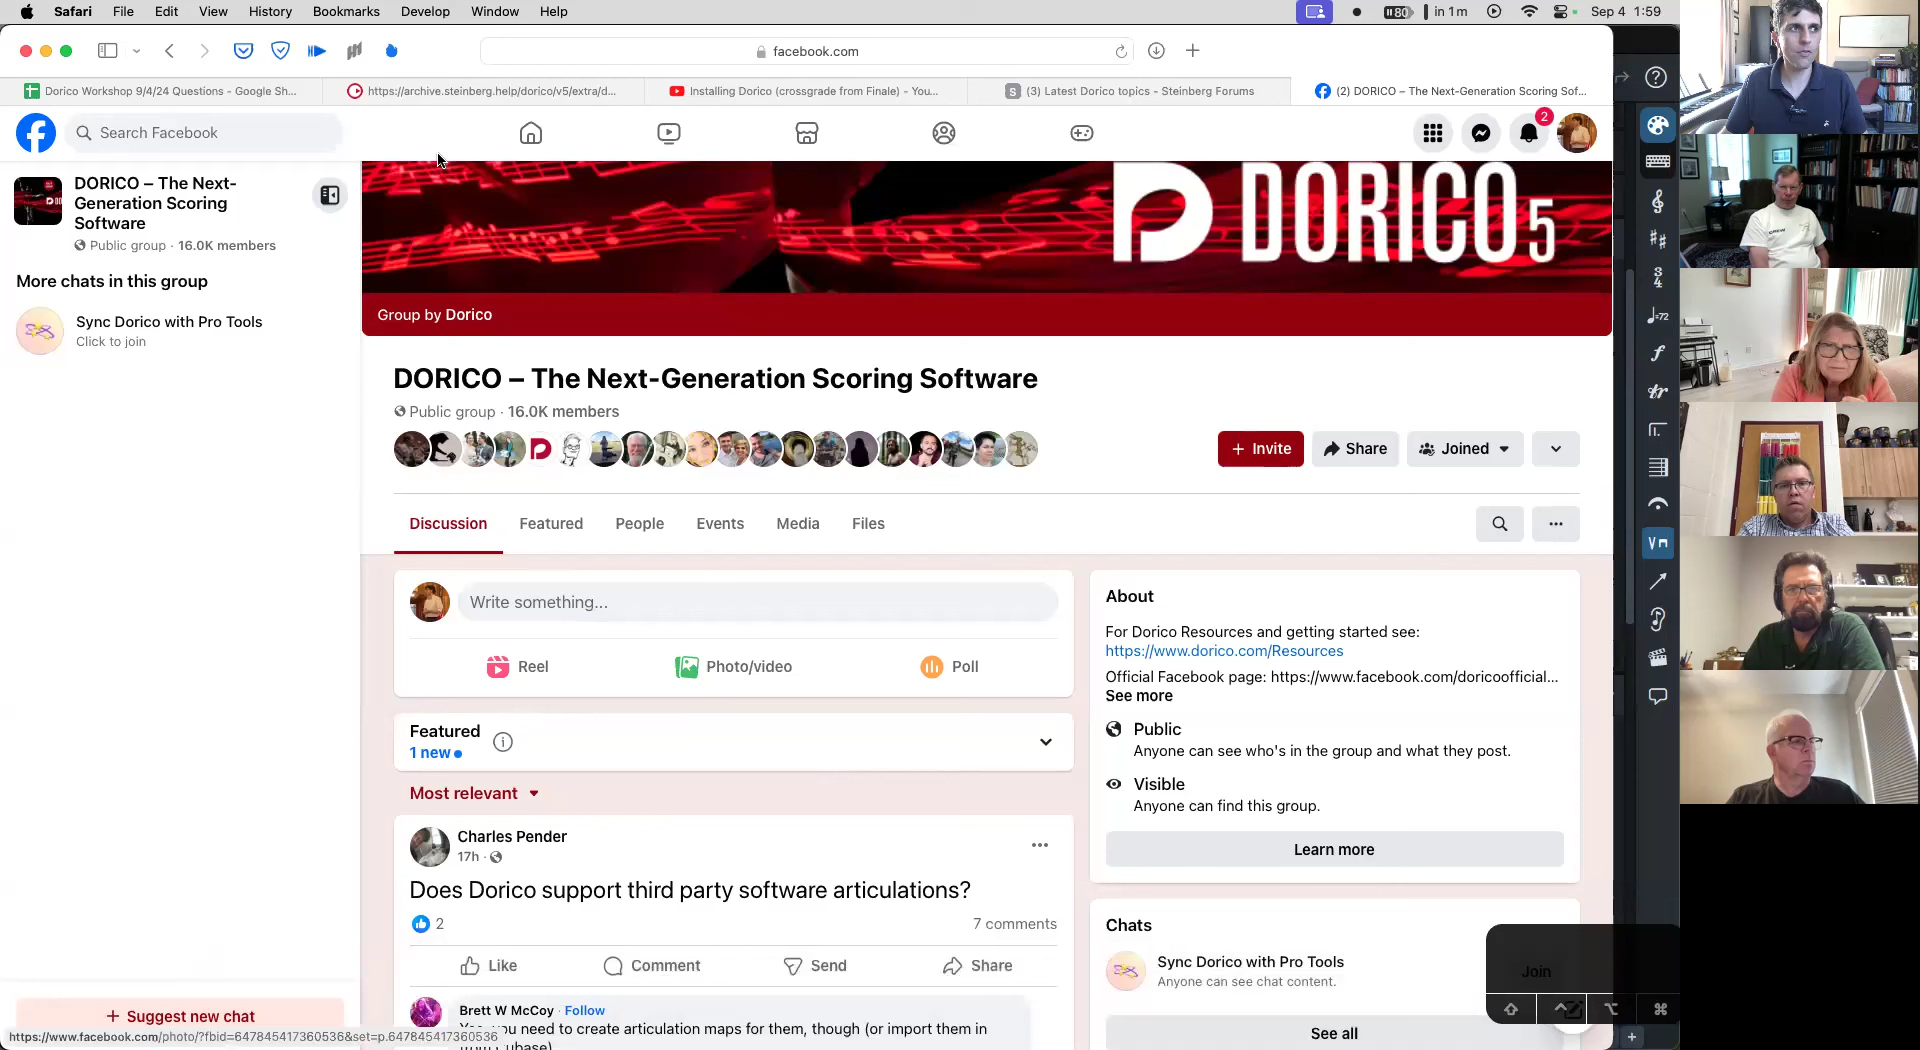 Safari File Edit View History Bookmarks Develop Window Help
80 in 1m Sep 4 1:59
facebook.com
Dorico Workshop 9/4/24 Questions - Google Sh...
https://archive.steinberg.help/dorico/v5/extra/d...
Installing Dorico (crossgrade from Finale) - You...
S (3) Latest Dorico topics - Steinberg Forums
(2) DORICO – The Next-Generation Scoring Sof...
Search Facebook
2
DORICO – The Next-
Generation Scoring
Software
Public group · 16.0K members
More chats in this group
Sync Dorico with Pro Tools
Click to join
DORICO 5
Group by Dorico
DORICO – The Next-Generation Scoring Software
Public group · 16.0K members
+ Invite
Share
Joined
Discussion Featured People Events Media Files
Write something...
Reel
Photo/video
Poll
Featured
1 new
Most relevant
Charles Pender
17h ·
Does Dorico support third party software articulations?
2
7 comments
Like
Comment
Send
Share
Brett W McCoy · Follow
Yes, you need to create articulation maps for them, though (or import them in
from Cubase)
About
For Dorico Resources and getting started see:
https://www.dorico.com/Resources
Official Facebook page: https://www.facebook.com/doricoofficial...
See more
Public
Anyone can see who's in the group and what they post.
Visible
Anyone can find this group.
Learn more
Chats
Sync Dorico with Pro Tools
Anyone can see chat content.
Join
See all
+ Suggest new chat
https://www.facebook.com/photo/?fbid=647845417360536&set=p.647845417360536